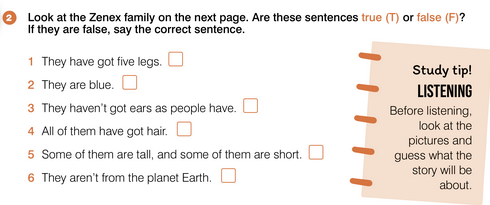 2 Look at the Zenex family on the next page. Are these sentences true (T) or false (F)?
If they are false, say the correct sentence.
1 They have got five legs.
2 They are blue.
3 They haven't got ears as people have.
4 All of them have got hair.
5 Some of them are tall, and some of them are short.
6 They aren't from the planet Earth.
Study tip!
LISTENING
Before listening,
look at the
pictures and
guess what the
story will be
about.